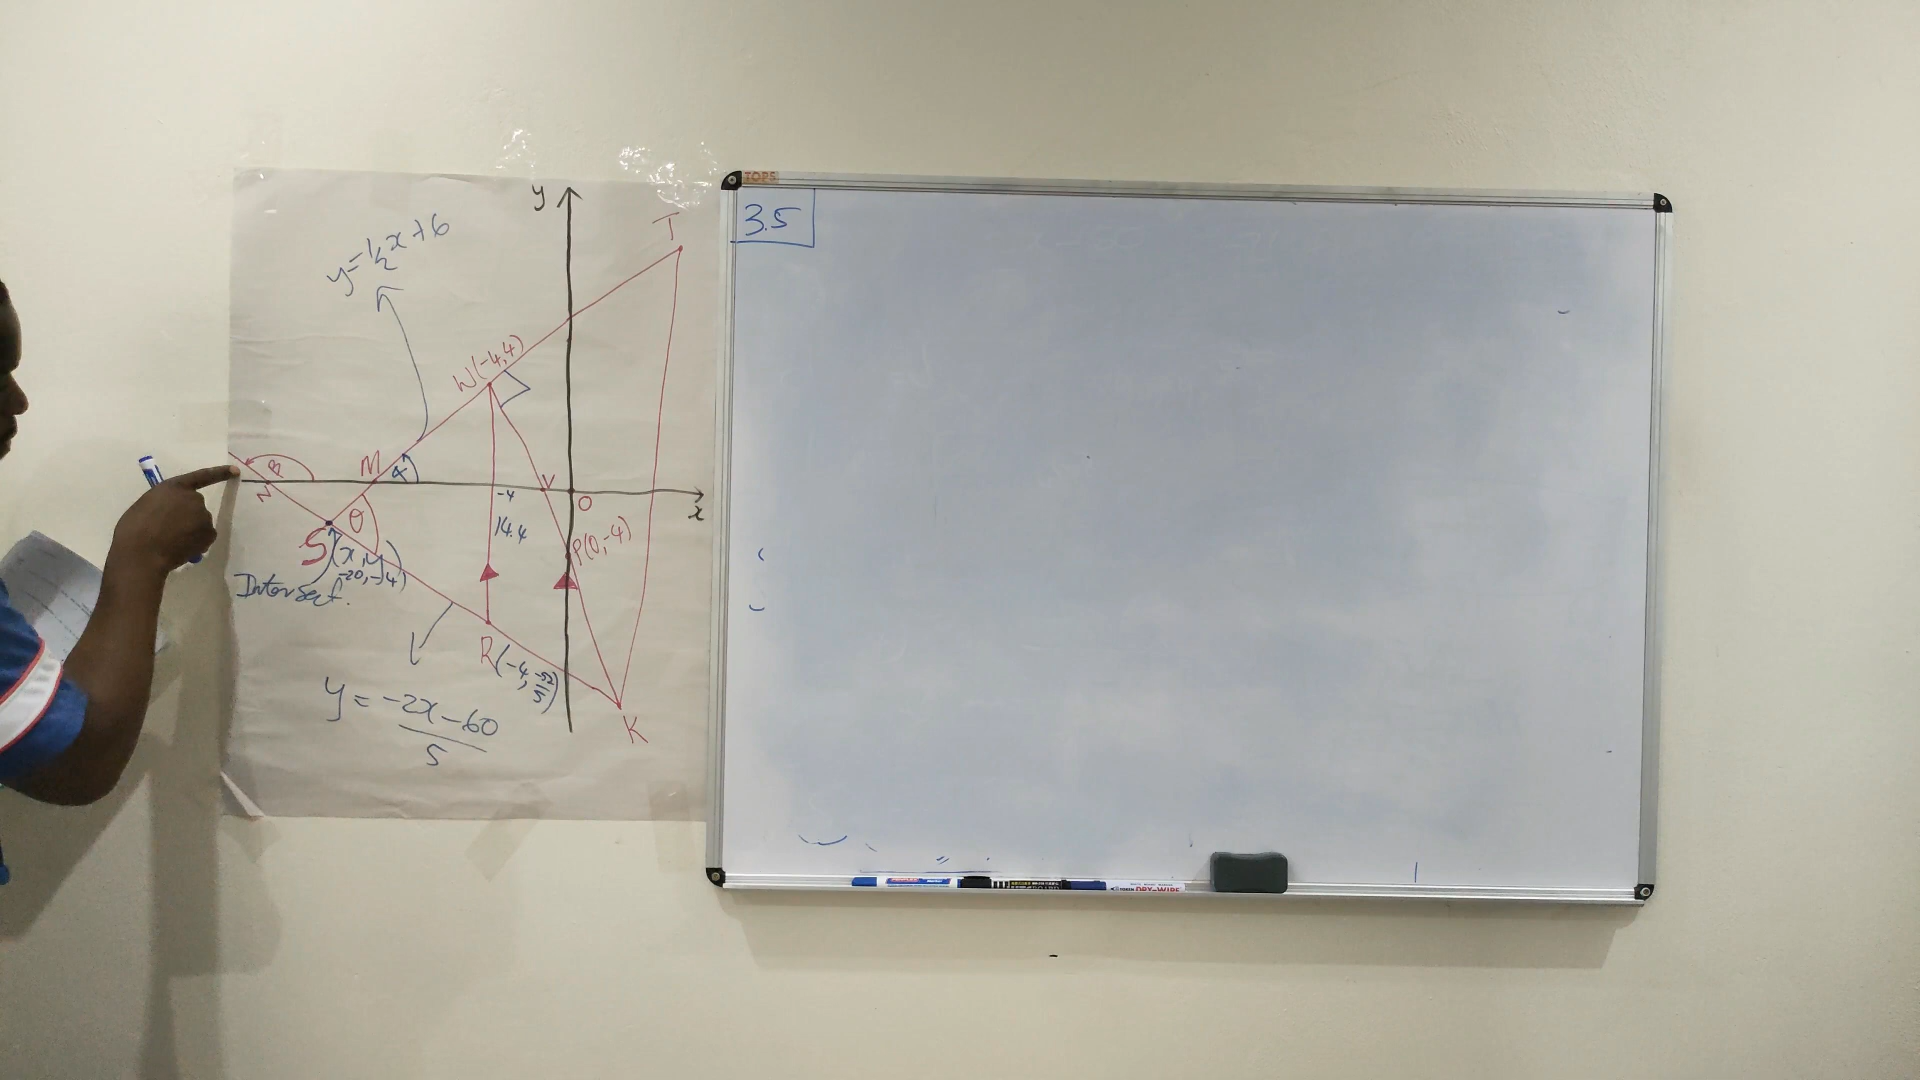 y
T
y=½x+6
W(-4,4)
B
M
α
N
V
O
x
-4
14.4
θ
S(x,y)
-20,-4)
Intersect.
P(0,-4)
R(-4,-52/5)
K
y = -2x-60
5
TOPS
3.5